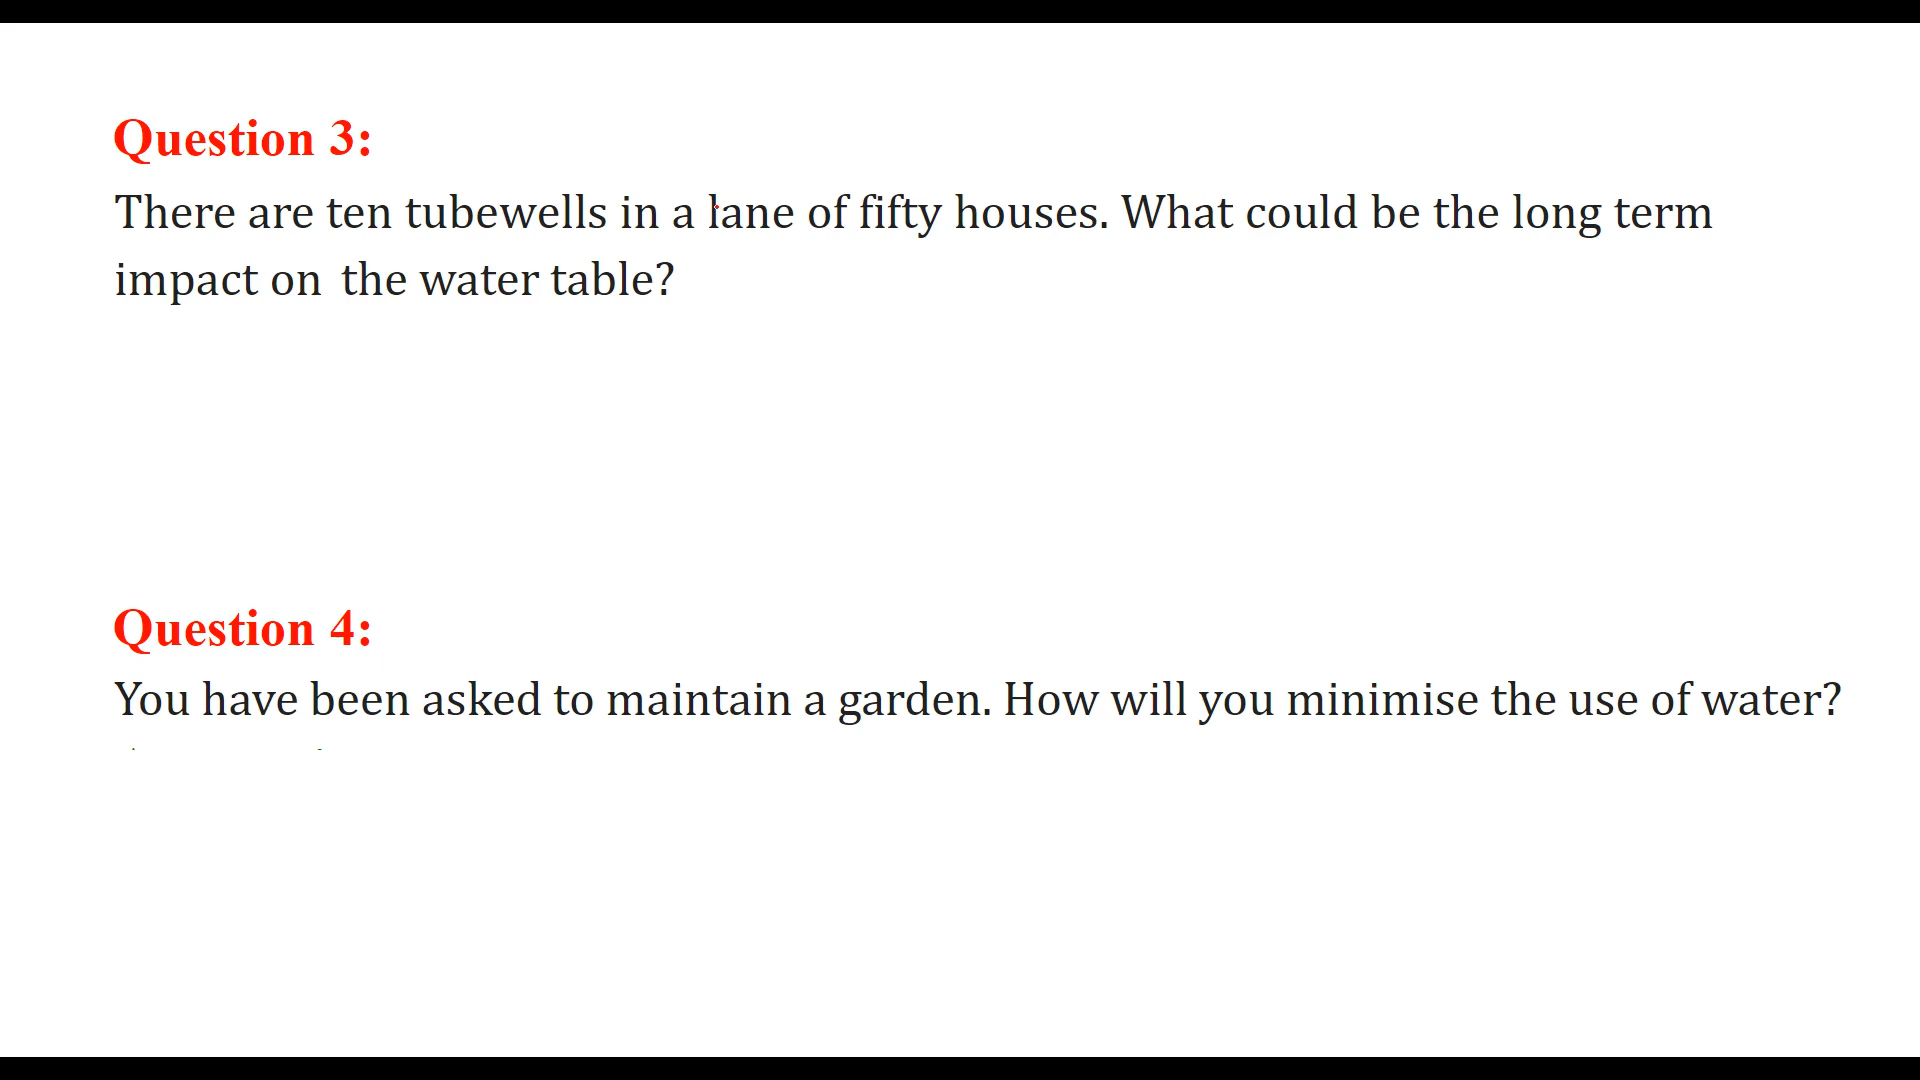 Question 3:
There are ten tubewells in a lane of fifty houses. What could be the long term
impact on the water table?
Question 4:
You have been asked to maintain a garden. How will you minimise the use of water?